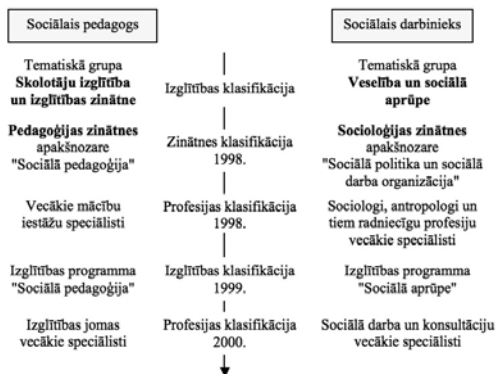 Sociālais pedagogs
Sociālais darbinieks
Tematiskā grupa
Skolotāju izglītība
un izglītības zinātne
Izglītības klasifikācija
Tematiskā grupa
Veselība un sociālā
aprūpe
Pedagoģijas zinātnes
apakšnozare
"Sociālā pedagoģija"
Zinātnes klasifikācija
1998.
Socioloģijas zinātnes
apakšnozare
"Sociālā politika un sociālā
darba organizācija"
Vecākie mācību
iestāžu speciālisti
Profesijas klasifikācija
1998.
Sociologi, antropologi un
tiem radniecīgu profesiju
vecākie speciālisti
Izglītības programma
"Sociālā pedagoģija"
Izglītības klasifikācija
1999.
Izglītības programma
"Sociālā aprūpe"
Izglītības jomas
vecākie speciālisti
Profesijas klasifikācija
2000.
Sociālā darba un konsultāciju
vecākie speciālisti